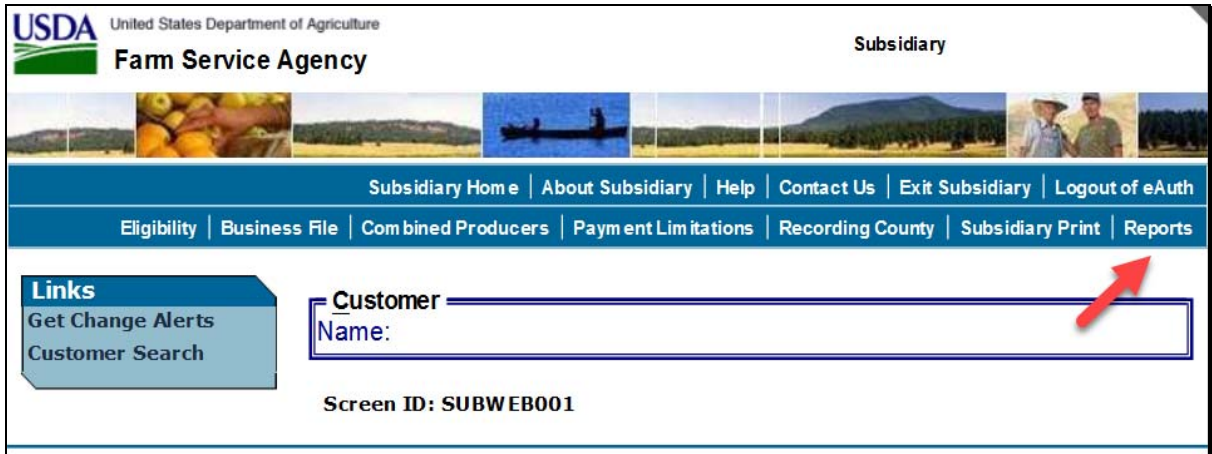 USDA
United States Department of Agriculture
Farm Service Agency
Subsidiary
Subsidiary Home | About Subsidiary | Help | Contact Us | Exit Subsidiary | Logout of eAuth
Eligibility | Business File | Combined Producers | Payment Limitations | Recording County | Subsidiary Print | Reports
Links
Get Change Alerts
Customer Search
Customer
Name:
Screen ID: SUBWEB001